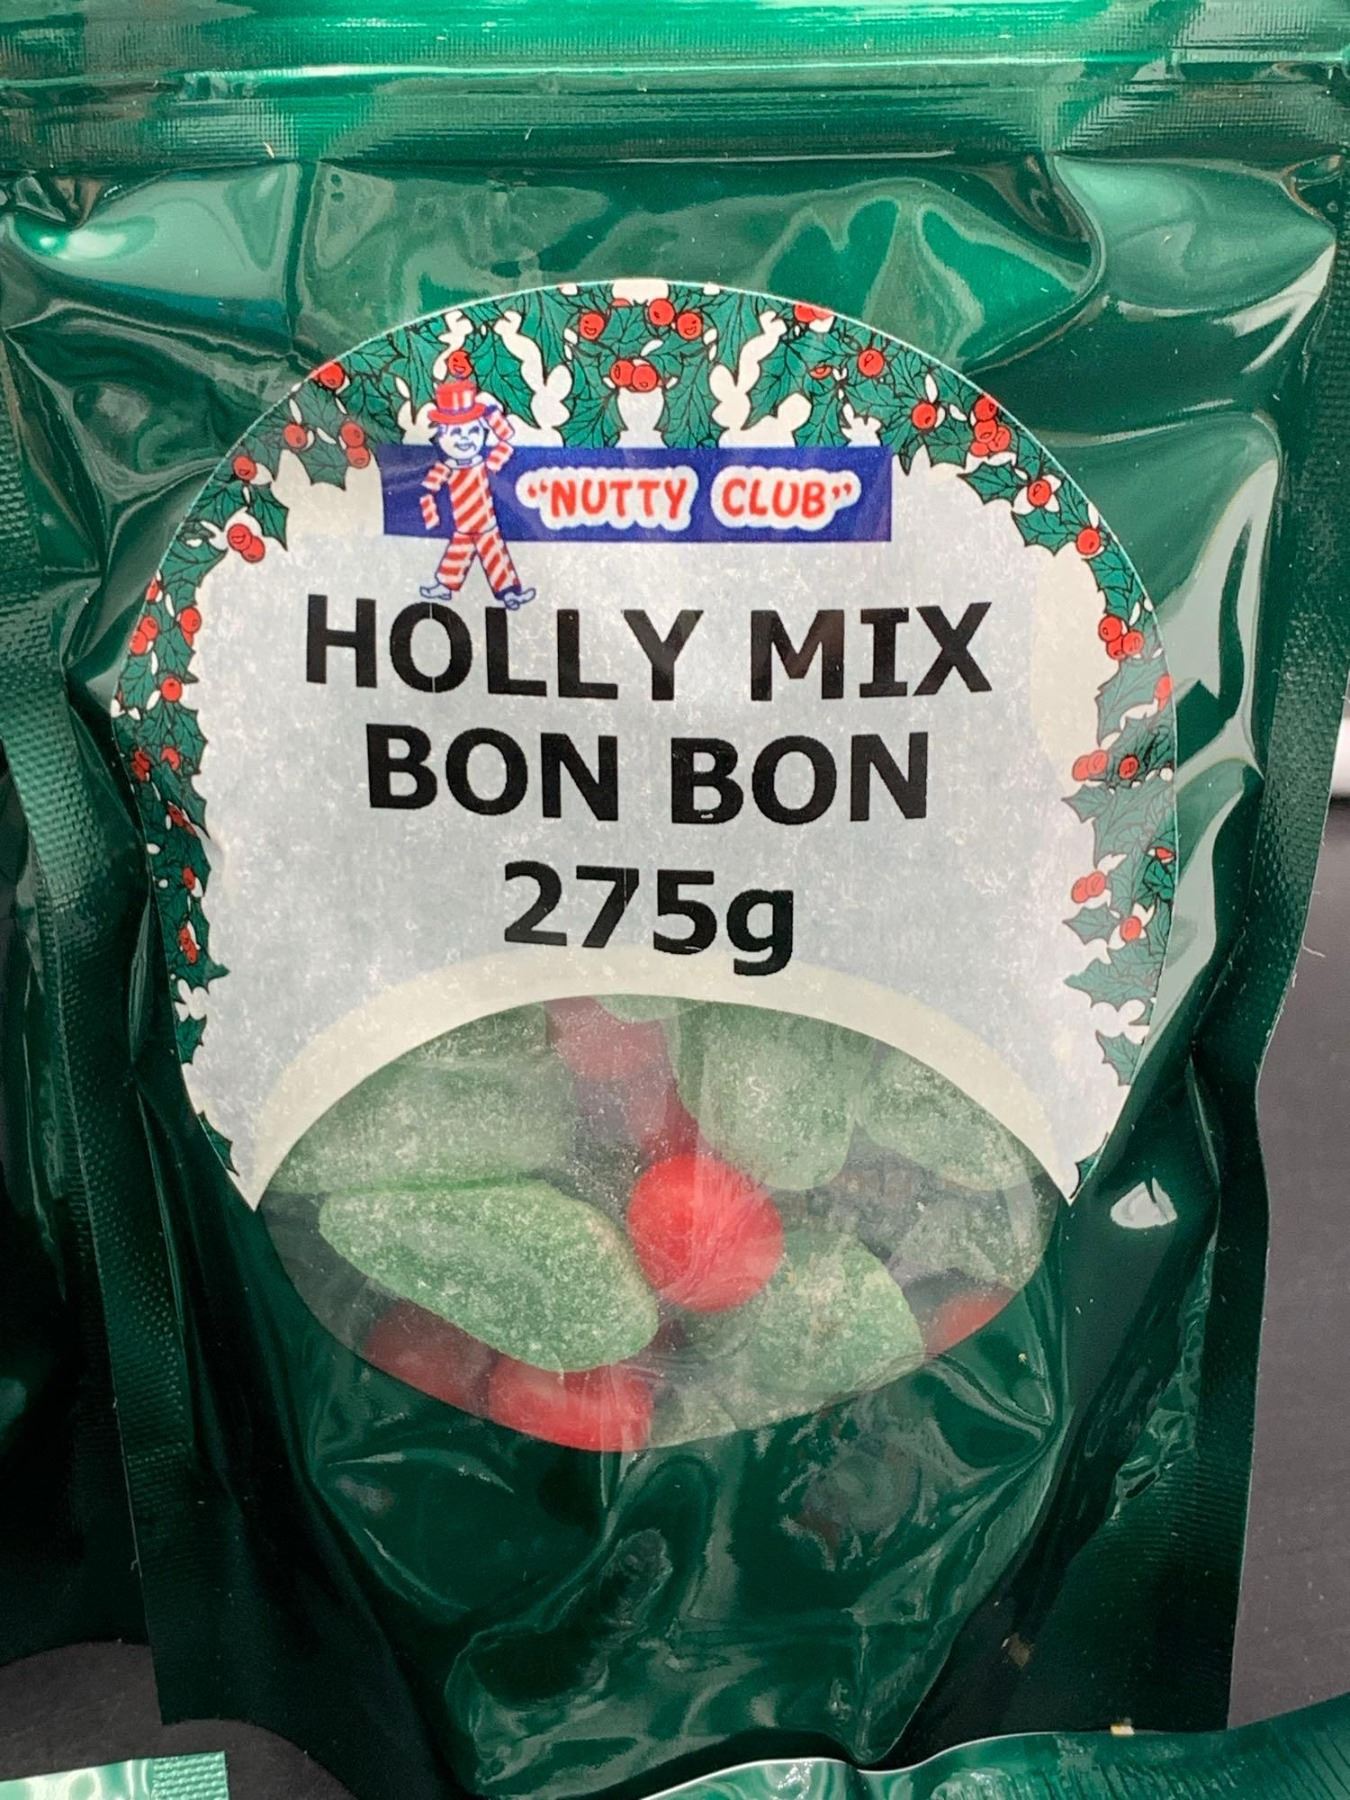 “NUTTY CLUB”
HOLLY MIX
BON BON
275g